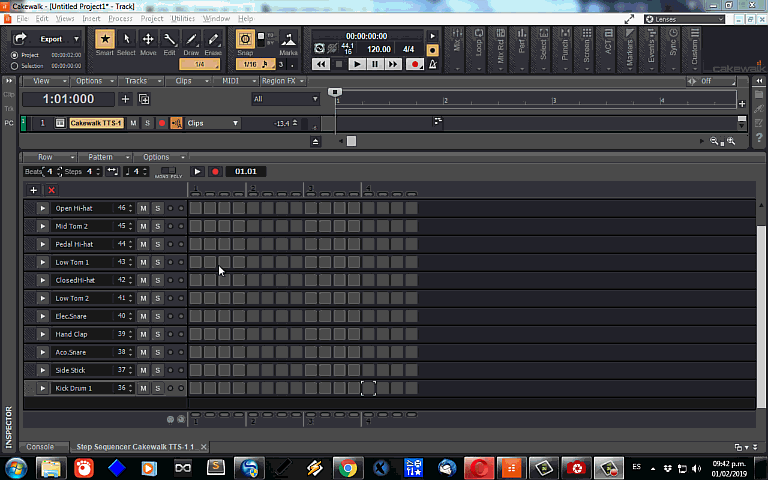 Cakewalk - [Untitled Project1* - Track]
File Edit Views Insert Process Project Utilities Window Help
Lenses
Export
Project 00:00:02:00
Selection 00:00:00:00
Smart Select Move Edit Draw Erase Snap Marks
1/4 1/16 3
TO BY
00:00:00:00
44.1 16 120.00 4/4
Mix Loop Mix Rcl Perf Select Punch Screen ACT Markers Events Sync Custom
cakewalk
View Options Tracks Clips MIDI Region FX Off
Clip
Trk
PC
1:01:000 All 1 2 3 4
1 Cakewalk TTS-1 M S Clips -13.4
Row Pattern Options
Beats 4 Steps 4 4 MONO POLY 01.01
1 2 3 4
Open Hi-hat 46 M S
Mid Tom 2 45 M S
Pedal Hi-hat 44 M S
Low Tom 1 43 M S
ClosedHi-hat 42 M S
Low Tom 2 41 M S
Elec.Snare 40 M S
Hand Clap 39 M S
Aco.Snare 38 M S
Side Stick 37 M S
Kick Drum 1 36 M S
1 2 3 4
INSPECTOR
Console Step Sequencer Cakewalk TTS-1 1
ES 09:42 p.m.
01/02/2019